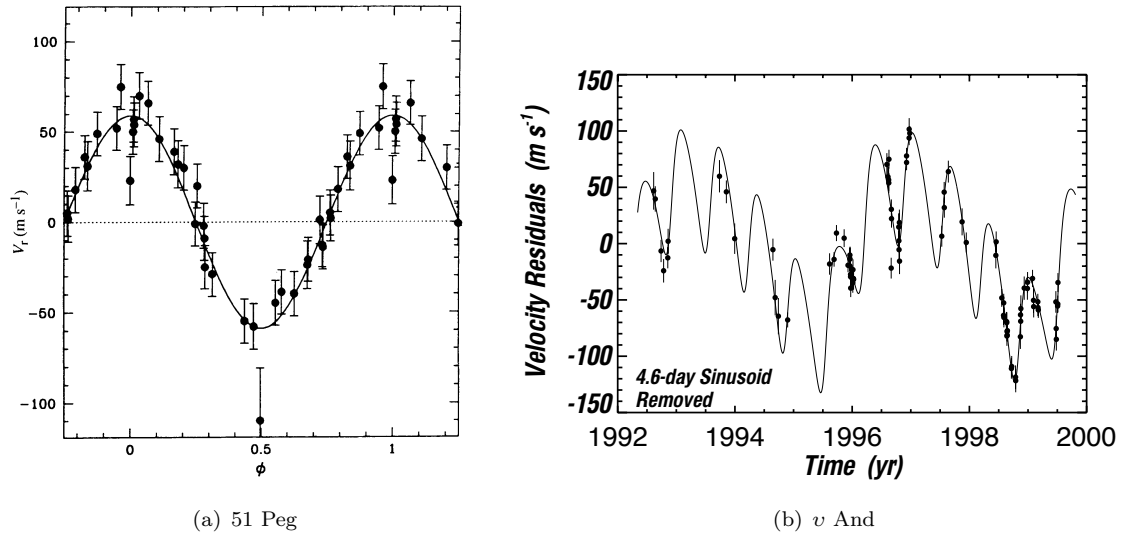 100
50
0
−50
−100
V_r (m s⁻¹)
0
0.5
1
ϕ
(a) 51 Peg
150
100
50
0
-50
-100
-150
Velocity Residuals (m s⁻¹)
4.6-day Sinusoid
Removed
1992 1994 1996 1998 2000
Time (yr)
(b) υ And